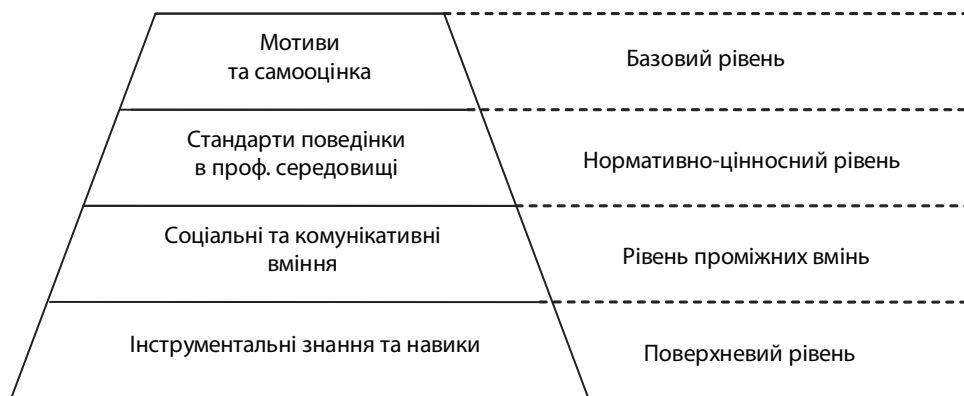 Мотиви
та самооцінка
Базовий рівень
Стандарти поведінки
в проф. середовищі
Нормативно-цінносний рівень
Соціальні та комунікативні
вміння
Рівень проміжних вмінь
Інструментальні знання та навики
Поверхневий рівень